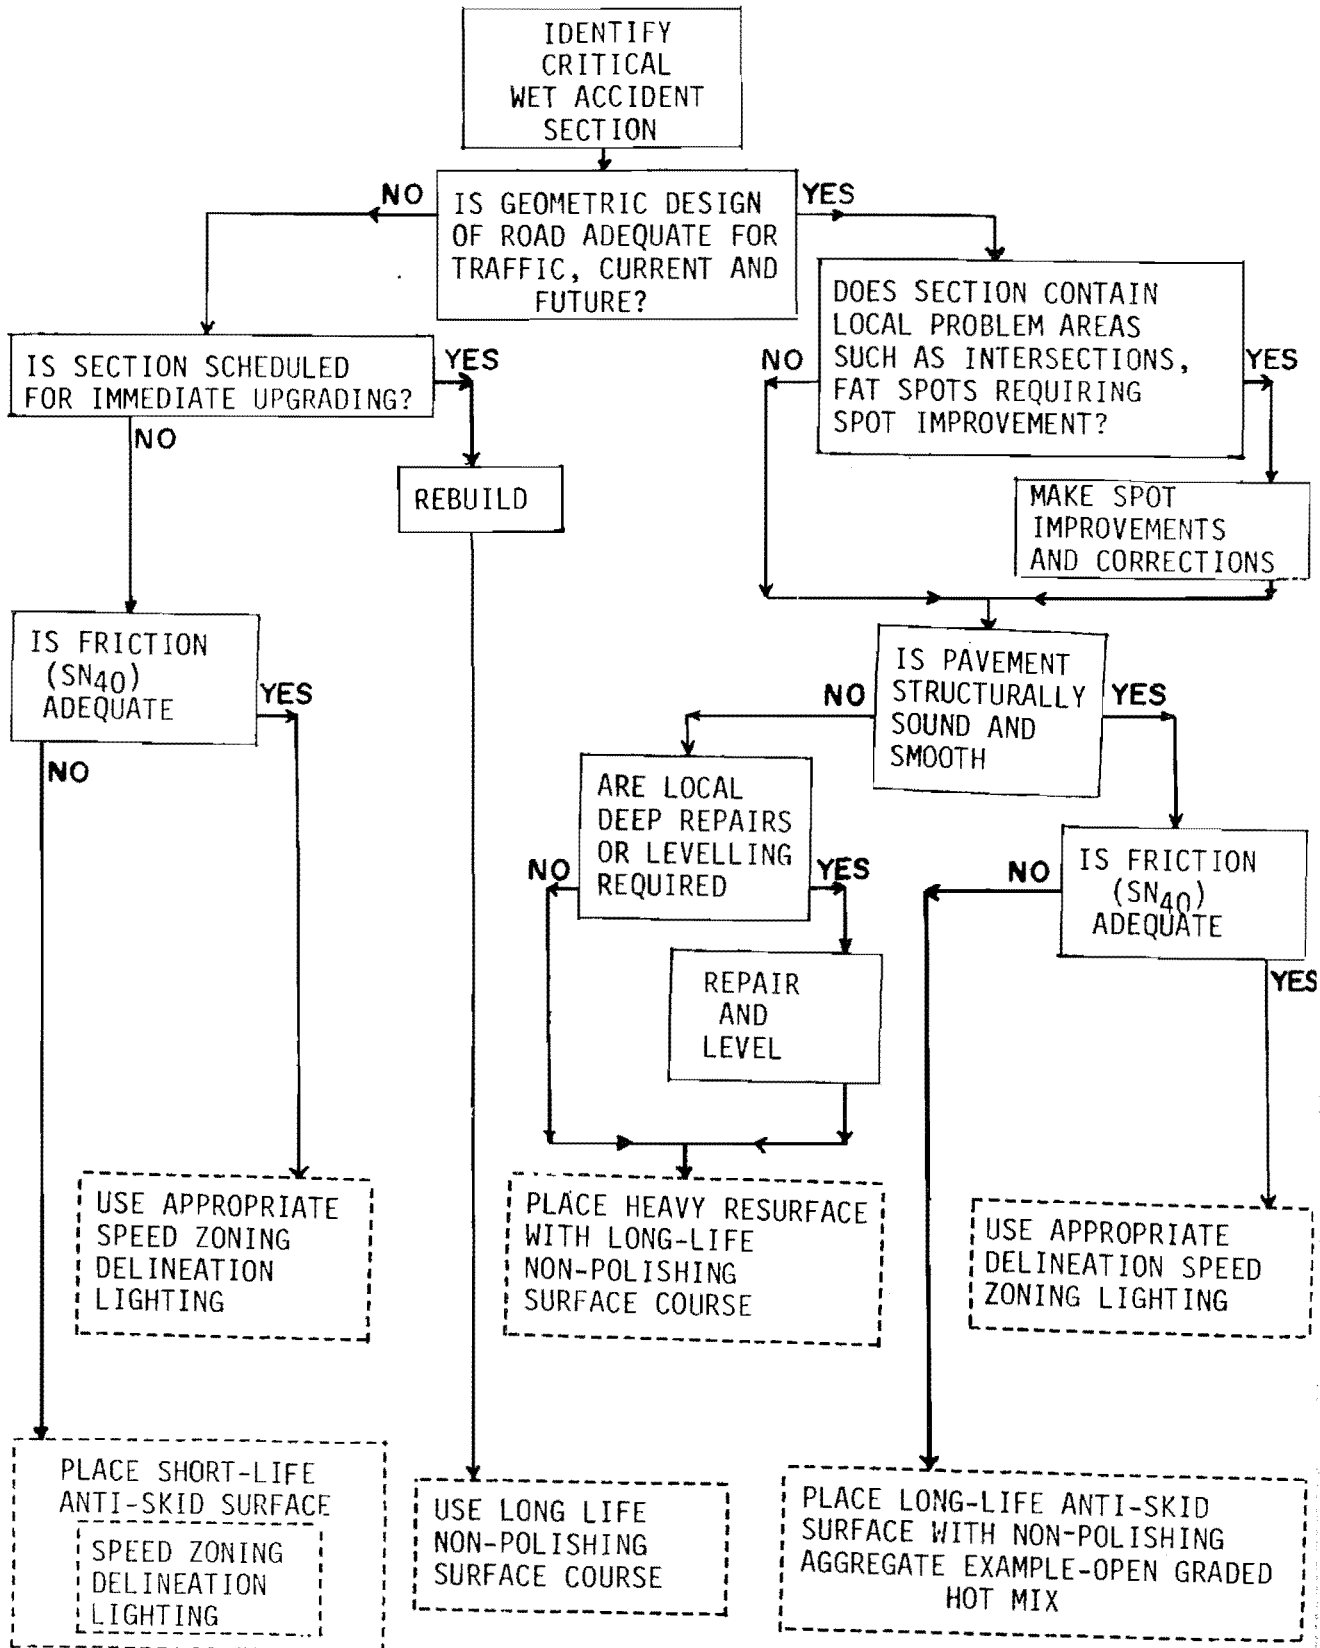 IDENTIFY
CRITICAL
WET ACCIDENT
SECTION
NO
IS GEOMETRIC DESIGN
OF ROAD ADEQUATE FOR
TRAFFIC, CURRENT AND
FUTURE?
YES
DOES SECTION CONTAIN
LOCAL PROBLEM AREAS
SUCH AS INTERSECTIONS,
FAT SPOTS REQUIRING
SPOT IMPROVEMENT?
NO
YES
IS SECTION SCHEDULED
FOR IMMEDIATE UPGRADING?
YES
NO
REBUILD
MAKE SPOT
IMPROVEMENTS
AND CORRECTIONS
IS FRICTION
(SN40)
ADEQUATE
YES
NO
IS PAVEMENT
STRUCTURALLY
SOUND AND
SMOOTH
NO
YES
ARE LOCAL
DEEP REPAIRS
OR LEVELLING
REQUIRED
NO
YES
IS FRICTION
(SN40)
ADEQUATE
NO
YES
REPAIR
AND
LEVEL
USE APPROPRIATE
SPEED ZONING
DELINEATION
LIGHTING
PLACE HEAVY RESURFACE
WITH LONG-LIFE
NON-POLISHING
SURFACE COURSE
USE APPROPRIATE
DELINEATION SPEED
ZONING LIGHTING
PLACE SHORT-LIFE
ANTI-SKID SURFACE
SPEED ZONING
DELINEATION
LIGHTING
USE LONG LIFE
NON-POLISHING
SURFACE COURSE
PLACE LONG-LIFE ANTI-SKID
SURFACE WITH NON-POLISHING
AGGREGATE EXAMPLE-OPEN GRADED
HOT MIX